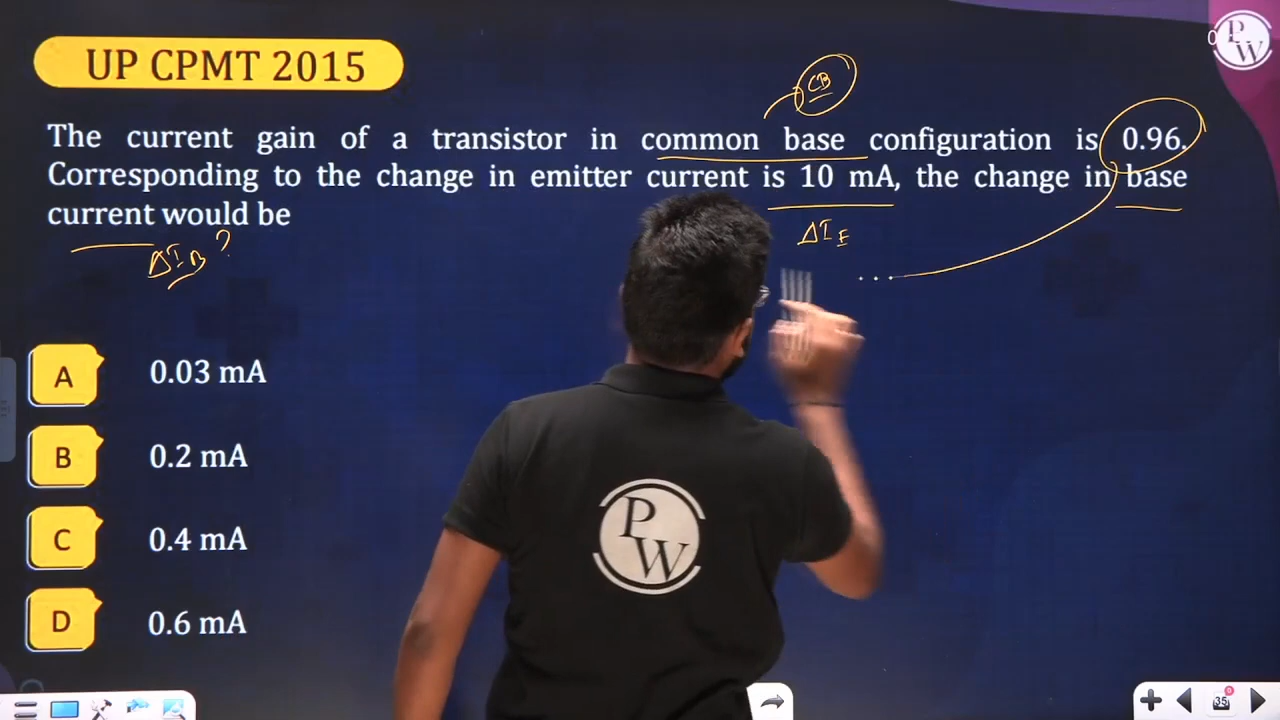 P
W
UP CPMT 2015
CB
The current gain of a transistor in common base configuration is 0.96.
Corresponding to the change in emitter current is 10 mA, the change in base
current would be
ΔI_B ?
ΔI_E
A 0.03 mA
B 0.2 mA
C 0.4 mA
D 0.6 mA
P
W
35